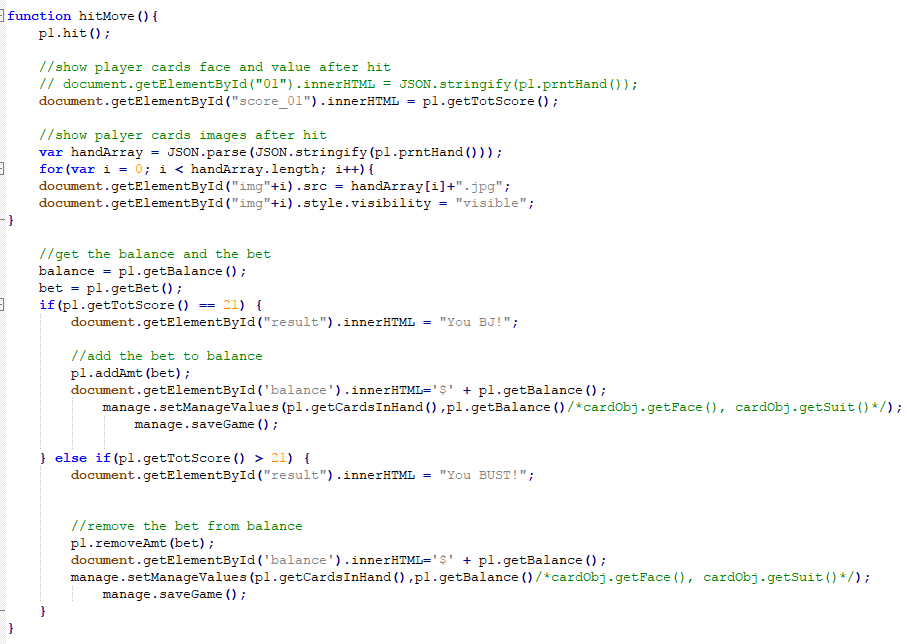 function hitMove(){
pl.hit();
//show player cards face and value after hit
// document.getElementById("01").innerHTML = JSON.stringify(pl.prntHand());
document.getElementById("score_01").innerHTML = pl.getTotScore();
//show palyer cards images after hit
var handArray = JSON.parse(JSON.stringify(pl.prntHand()));
for(var i = 0; i < handArray.length; i++){
document.getElementById("img"+i).src = handArray[i]+".jpg";
document.getElementById("img"+i).style.visibility = "visible";
}
//get the balance and the bet
balance = pl.getBalance();
bet = pl.getBet();
if(pl.getTotScore() == 21) {
document.getElementById("result").innerHTML = "You BJ!";
//add the bet to balance
pl.addAmt(bet);
document.getElementById('balance').innerHTML='$' + pl.getBalance();
manage.setManageValues(pl.getCardsInHand(),pl.getBalance()/*cardObj.getFace(), cardObj.getSuit()*/);
manage.saveGame();
} else if(pl.getTotScore() > 21) {
document.getElementById("result").innerHTML = "You BUST!";
//remove the bet from balance
pl.removeAmt(bet);
document.getElementById('balance').innerHTML='$' + pl.getBalance();
manage.setManageValues(pl.getCardsInHand(),pl.getBalance()/*cardObj.getFace(), cardObj.getSuit()*/);
manage.saveGame();
}
}